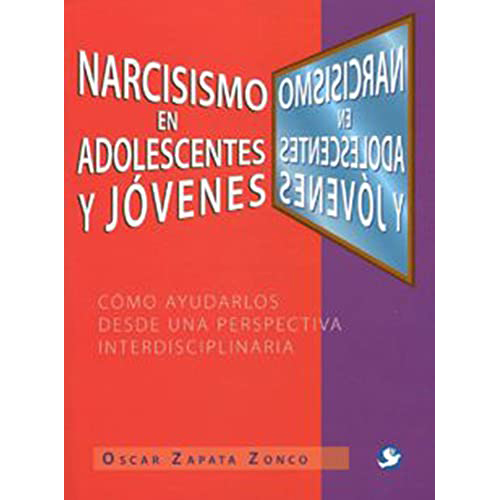 NARCISISMO
EN
ADOLESCENTES
Y JÓVENES
NARCISISMO
EN
ADOLESCENTES
Y JÓVENES
CÓMO AYUDARLOS
DESDE UNA PERSPECTIVA
INTERDISCIPLINARIA
OSCAR ZAPATA ZONCO